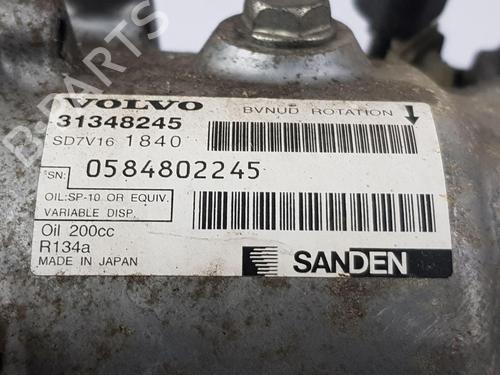 B-PARTS
VOLVO
31348245
BVNUD ROTATION
SD7V16 1840
SN: 0584802245
OIL:SP-10 OR EQUIV.
VARIABLE DISP.
Oil 200cc
R134a
MADE IN JAPAN
SANDEN